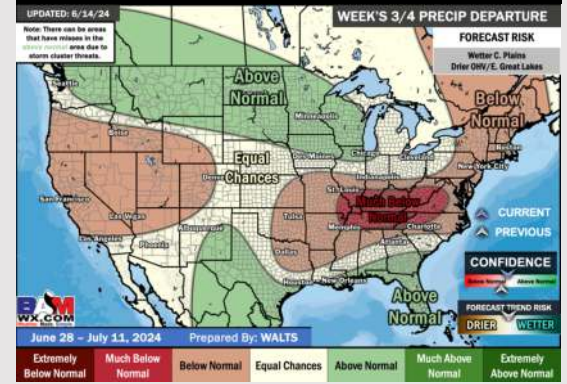 UPDATED: 6/14/24
WEEK'S 3/4 PRECIP DEPARTURE
Note: There can be areas
that have misses in the
above normal area due to
storm cluster threats.
FORECAST RISK
Wetter C. Plains
Drier OHV/E. Great Lakes
Seattle
Above
Normal
Below
Normal
Minneapolis
Boise
Boston
Des Moines
Chicago
Cleveland
New York City
Equal
Chances
Denver
Indianapolis
St. Louis
San Francisco
Much Below
Normal
Las Vegas
Tulsa
Charlotte
CURRENT
Albuquerque
Memphis
PREVIOUS
Los Angeles
Phoenix
Atlanta
Dallas
CONFIDENCE
Below Normal
Above Normal
Houston
New Orleans
Above
Normal
BAM
WX.COM
FORECAST TREND RISK
DRIER
WETTER
June 28 – July 11, 2024
Prepared By: WALTS
Extremely
Below Normal
Much Below
Normal
Below Normal
Equal Chances
Above Normal
Much Above
Normal
Extremely
Above Normal